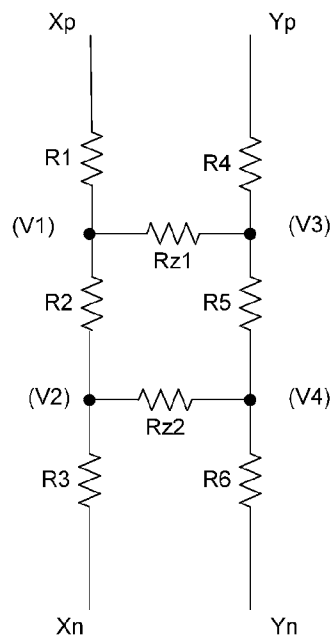 Xp Yp
R1 R4
(V1) (V3)
Rz1
R2 R5
(V2) (V4)
Rz2
R3 R6
Xn Yn